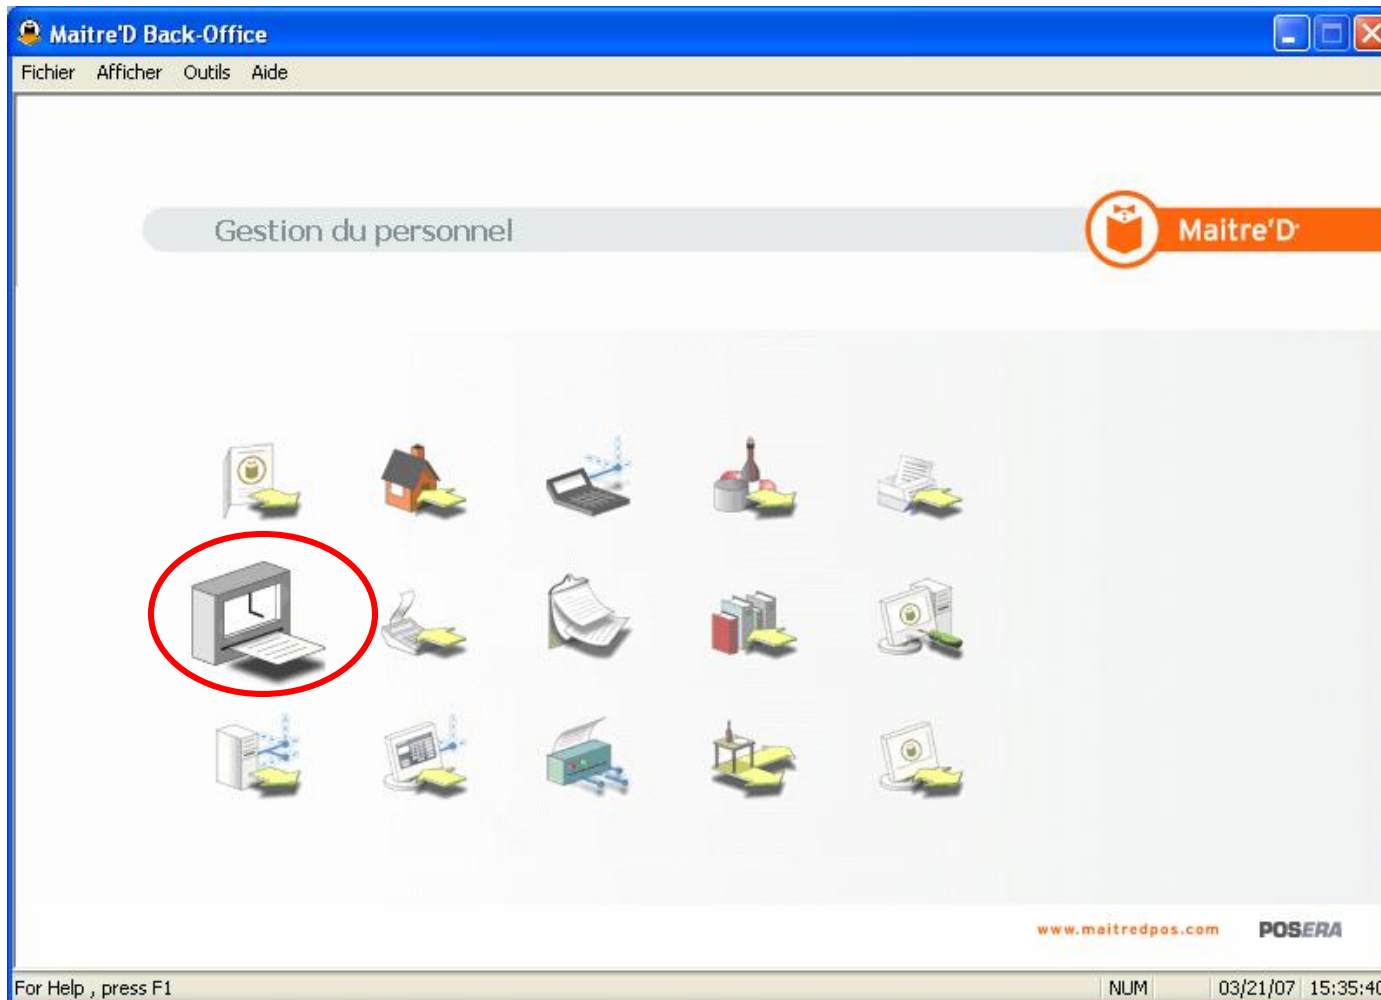 Maitre'D Back-Office
Fichier Afficher Outils Aide
Gestion du personnel
Maitre'D
www.maitredpos.com POSERA
For Help , press F1 NUM 03/21/07 15:35:40